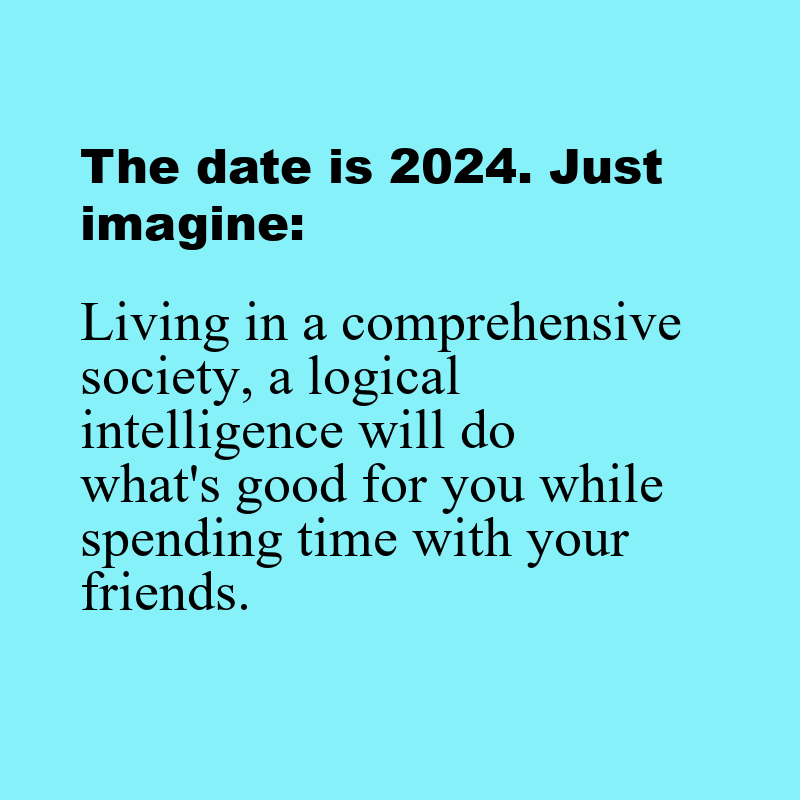 The date is 2024. Just
imagine:
Living in a comprehensive
society, a logical
intelligence will do
what's good for you while
spending time with your
friends.